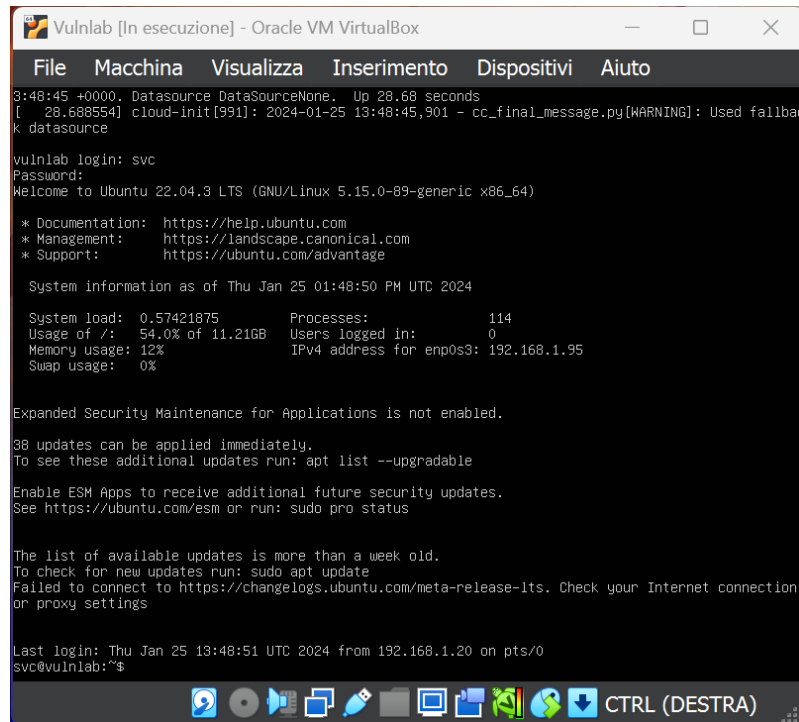 Vulnlab [In esecuzione] - Oracle VM VirtualBox
File Macchina Visualizza Inserimento Dispositivi Aiuto
3:48:45 +0000. Datasource DataSourceNone. Up 28.68 seconds
[ 28.688554] cloud-init[991]: 2024-01-25 13:48:45,901 - cc_final_message.py[WARNING]: Used fallba
k datasource
vulnlab login: svc
Password:
Welcome to Ubuntu 22.04.3 LTS (GNU/Linux 5.15.0-89-generic x86_64)
* Documentation: https://help.ubuntu.com
* Management: https://landscape.canonical.com
* Support: https://ubuntu.com/advantage
System information as of Thu Jan 25 01:48:50 PM UTC 2024
System load: 0.57421875 Processes: 114
Usage of /: 54.0% of 11.21GB Users logged in: 0
Memory usage: 12% IPv4 address for enp0s3: 192.168.1.95
Swap usage: 0%
Expanded Security Maintenance for Applications is not enabled.
38 updates can be applied immediately.
To see these additional updates run: apt list --upgradable
Enable ESM Apps to receive additional future security updates.
See https://ubuntu.com/esm or run: sudo pro status
The list of available updates is more than a week old.
To check for new updates run: sudo apt update
Failed to connect to https://changelogs.ubuntu.com/meta-release-lts. Check your Internet connection
or proxy settings
Last login: Thu Jan 25 13:48:51 UTC 2024 from 192.168.1.20 on pts/0
svc@vulnlab:~$
CTRL (DESTRA)